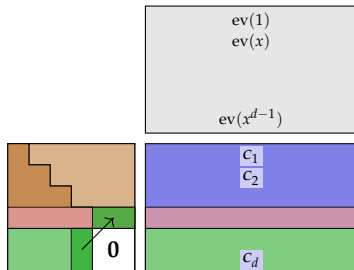 ev(1)
ev(x)
ev(x^{d−1})
c_1
c_2
0
c_d